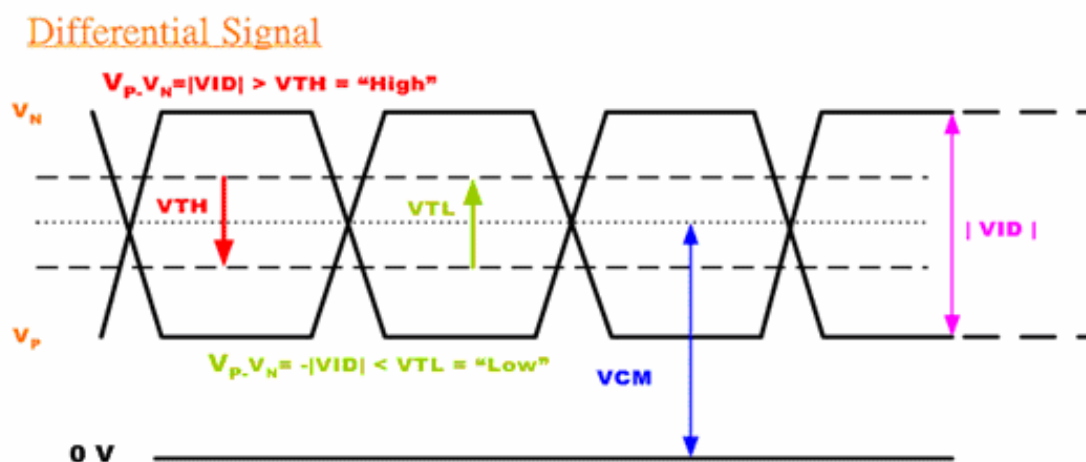 Differential Signal
VP-VN=|VID| > VTH = “High”
VN
VTH
VTL
| VID |
VP
VP-VN= -|VID| < VTL = “Low”
VCM
0 V